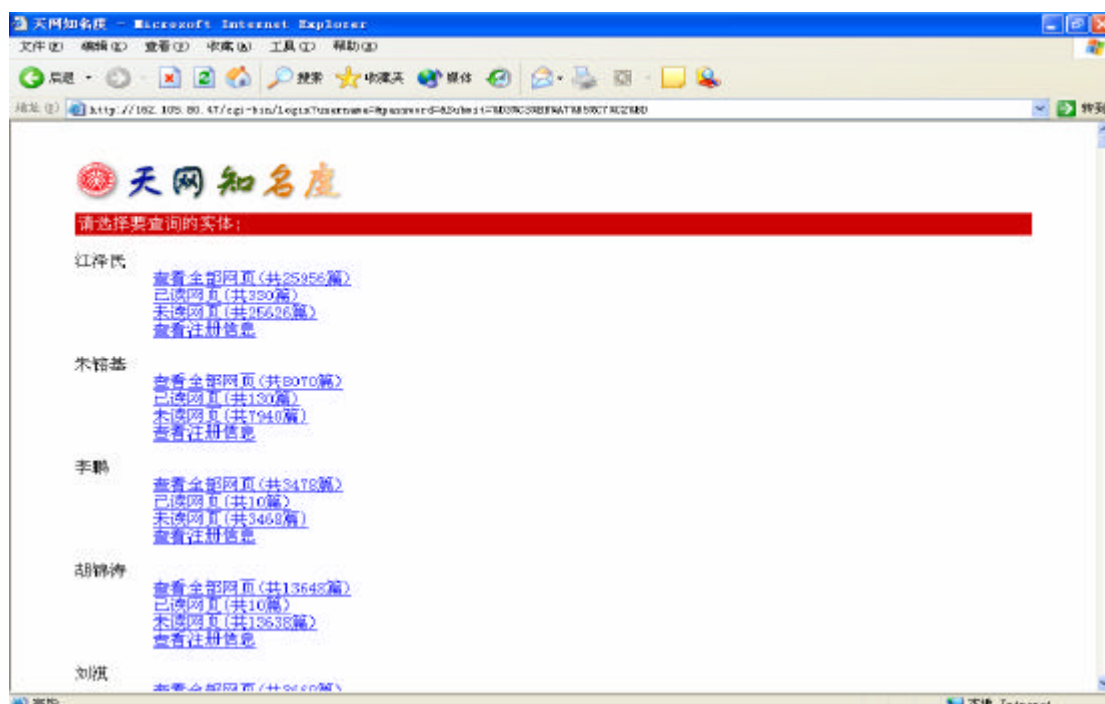 天网知名度 - Microsoft Internet Explorer
文件(F) 编辑(E) 查看(V) 收藏(A) 工具(T) 帮助(H)
后退 搜索 收藏夹 媒体
地址(D) 转到
天网知名度
请选择要查询的实体:
江泽民
查看全部网页(共25956篇)
已读网页(共330篇)
未读网页(共25626篇)
查看注册信息
朱镕基
查看全部网页(共8070篇)
已读网页(共130篇)
未读网页(共7940篇)
查看注册信息
李鹏
查看全部网页(共3478篇)
已读网页(共10篇)
未读网页(共3468篇)
查看注册信息
胡锦涛
查看全部网页(共13648篇)
已读网页(共10篇)
未读网页(共13638篇)
查看注册信息
刘淇
Internet